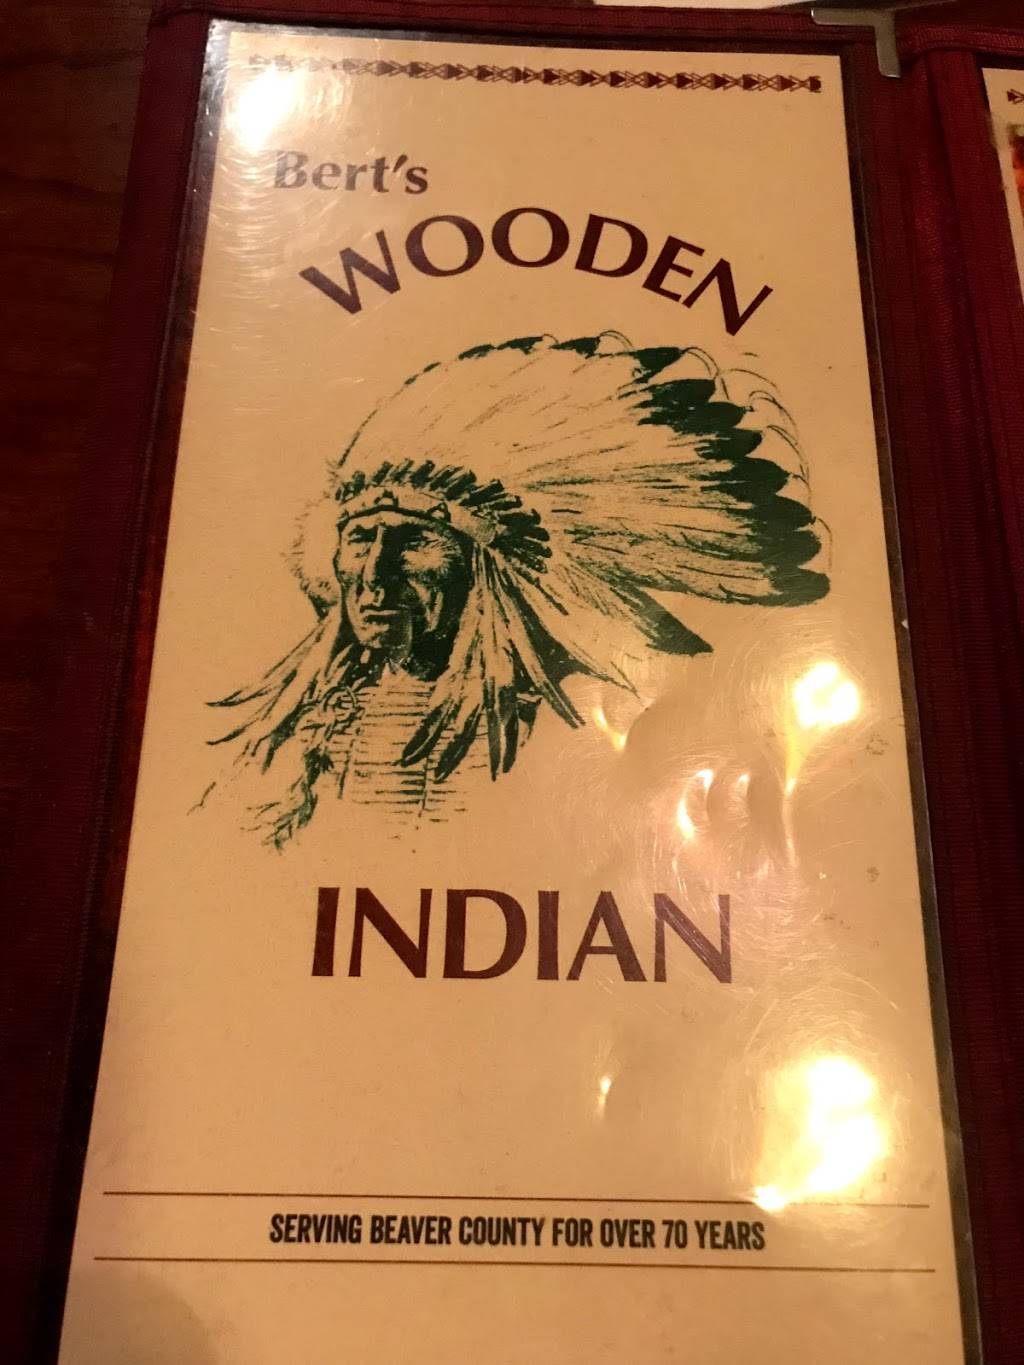 Bert's
WOODEN
INDIAN
SERVING BEAVER COUNTY FOR OVER 70 YEARS